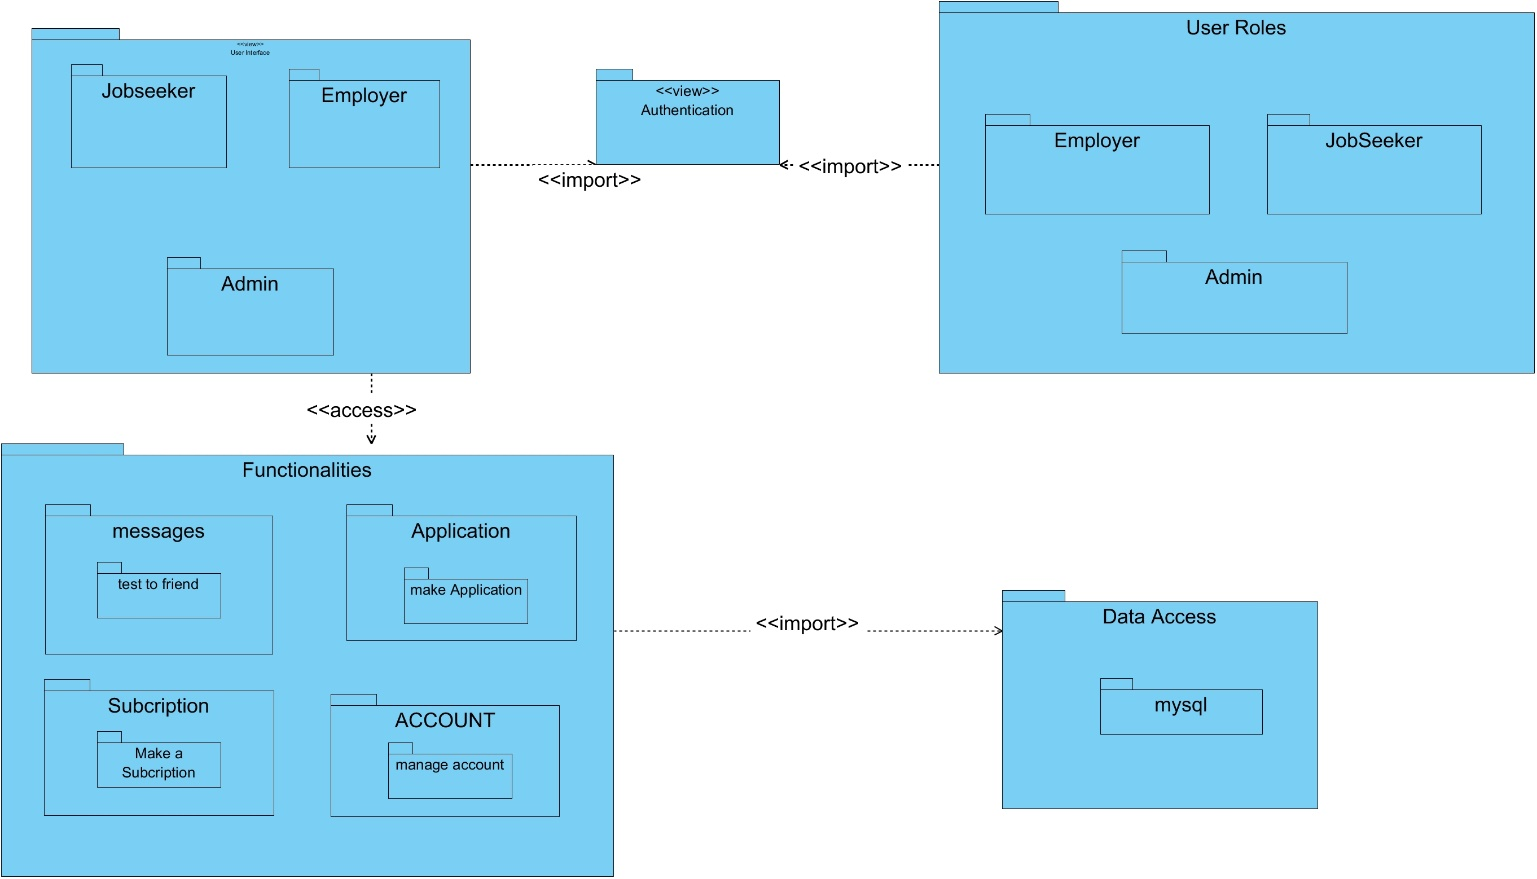 <<view>>
User Interface
Jobseeker
Employer
Admin
<<view>>
Authentication
<<import>>
<<import>>
User Roles
Employer
JobSeeker
Admin
<<access>>
Functionalities
messages
test to friend
Application
make Application
Subcription
Make a
Subcription
ACCOUNT
manage account
<<import>>
Data Access
mysql